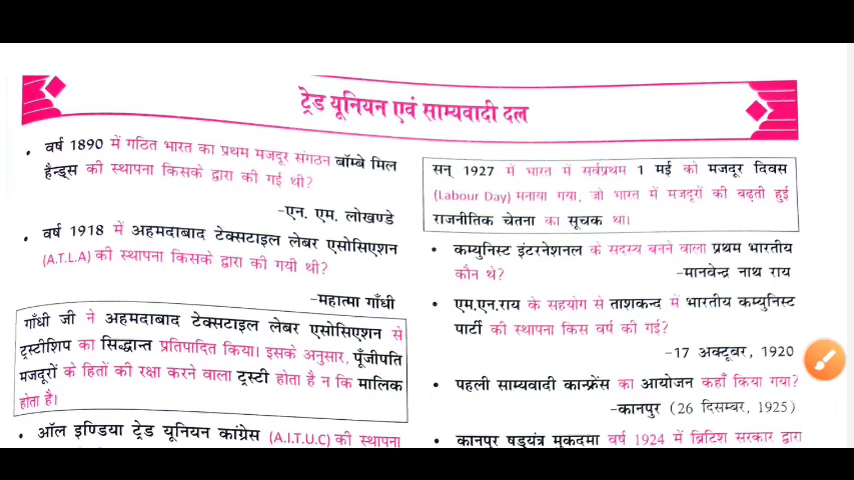 ट्रेड यूनियन एवं साम्यवादी दल
• वर्ष 1890 में गठित भारत का प्रथम मजदूर संगठन बॉम्बे मिल
हैन्ड्स की स्थापना किसके द्वारा की गई थी?
-एन. एम. लोखण्डे
• वर्ष 1918 में अहमदाबाद टेक्सटाइल लेबर एसोसिएशन
(A.T.L.A) की स्थापना किसके द्वारा की गयी थी?
-महात्मा गाँधी
गाँधी जी ने अहमदाबाद टेक्सटाइल लेबर एसोसिएशन से
ट्रस्टीशिप का सिद्धान्त प्रतिपादित किया। इसके अनुसार, पूँजीपति
मजदूरों के हितों की रक्षा करने वाला ट्रस्टी होता है न कि मालिक
होता है।
• ऑल इण्डिया ट्रेड यूनियन कांग्रेस (A.I.T.U.C) की स्थापना
सन् 1927 में भारत में सर्वप्रथम 1 मई को मजदूर दिवस
(Labour Day) मनाया गया, जो भारत में मजदूरों की बढ़ती हुई
राजनीतिक चेतना का सूचक था।
• कम्युनिस्ट इंटरनेशनल के सदस्य बनने वाला प्रथम भारतीय
कौन थे? -मानवेन्द्र नाथ राय
• एम.एन.राय के सहयोग से ताशकन्द में भारतीय कम्युनिस्ट
पार्टी की स्थापना किस वर्ष की गई?
-17 अक्टूबर, 1920
• पहली साम्यवादी कान्फ्रेंस का आयोजन कहाँ किया गया?
-कानपुर (26 दिसम्बर, 1925)
• कानपुर षड्यंत्र मुकदमा वर्ष 1924 में ब्रिटिश सरकार द्वारा